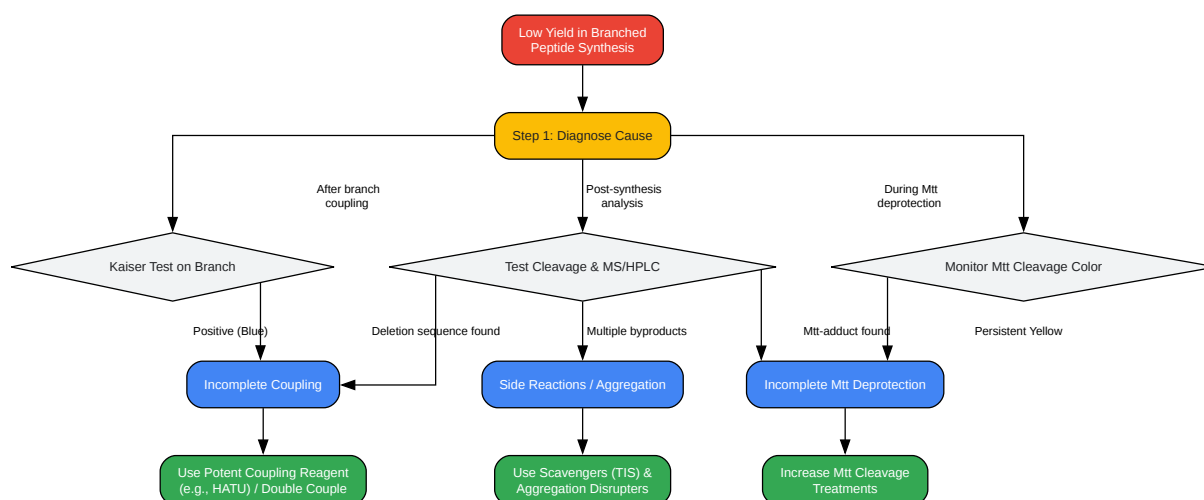 Low Yield in Branched
Peptide Synthesis
Step 1: Diagnose Cause
After branch
coupling
Post-synthesis
analysis
During Mtt
deprotection
Kaiser Test on Branch
Test Cleavage & MS/HPLC
Monitor Mtt Cleavage Color
Positive (Blue)
Deletion sequence found
Multiple byproducts
Mtt-adduct found
Persistent Yellow
Incomplete Coupling
Side Reactions / Aggregation
Incomplete Mtt Deprotection
Use Potent Coupling Reagent
(e.g., HATU) / Double Couple
Use Scavengers (TIS) &
Aggregation Disrupters
Increase Mtt Cleavage
Treatments